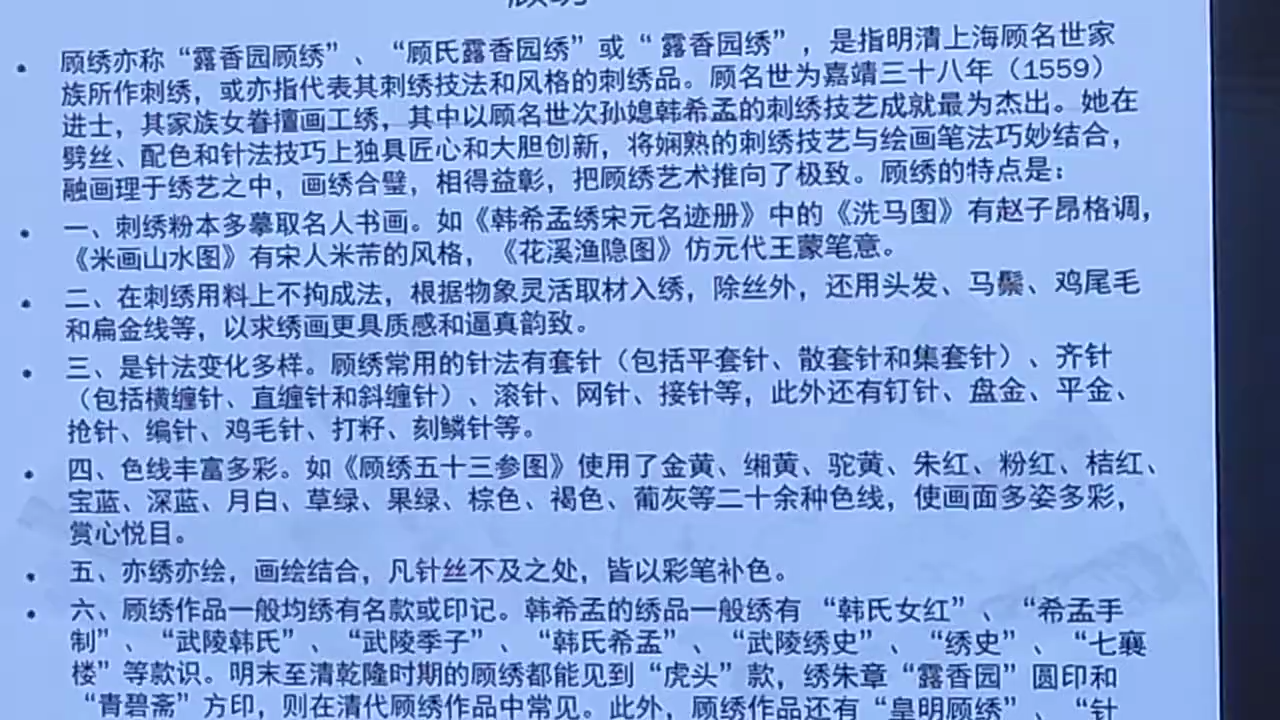 顾绣
顾绣亦称“露香园顾绣”、“顾氏露香园绣”或“露香园绣”，是指明清上海顾名世家
族所作刺绣，或亦指代表其刺绣技法和风格的刺绣品。顾名世为嘉靖三十八年（1559）
进士，其家族女眷擅画工绣，其中以顾名世次孙媳韩希孟的刺绣技艺成就最为杰出。她在
劈丝、配色和针法技巧上独具匠心和大胆创新，将娴熟的刺绣技艺与绘画笔法巧妙结合，
融画理于绣艺之中，画绣合璧，相得益彰，把顾绣艺术推向了极致。顾绣的特点是：
一、刺绣粉本多摹取名人书画。如《韩希孟绣宋元名迹册》中的《洗马图》有赵子昂格调，
《米画山水图》有宋人米芾的风格，《花溪渔隐图》仿元代王蒙笔意。
二、在刺绣用料上不拘成法，根据物象灵活取材入绣，除丝外，还用头发、马鬃、鸡尾毛
和扁金线等，以求绣画更具质感和逼真韵致。
三、是针法变化多样。顾绣常用的针法有套针（包括平套针、散套针和集套针）、齐针
（包括横缠针、直缠针和斜缠针）、滚针、网针、接针等，此外还有钉针、盘金、平金、
抢针、编针、鸡毛针、打籽、刻鳞针等。
四、色线丰富多彩。如《顾绣五十三参图》使用了金黄、缃黄、驼黄、朱红、粉红、桔红、
宝蓝、深蓝、月白、草绿、果绿、棕色、褐色、葡灰等二十余种色线，使画面多姿多彩，
赏心悦目。
五、亦绣亦绘，画绘结合，凡针丝不及之处，皆以彩笔补色。
六、顾绣作品一般均绣有名款或印记。韩希孟的绣品一般绣有“韩氏女红”、“希孟手
制”、“武陵韩氏”、“武陵季子”、“韩氏希孟”、“武陵绣史”、“绣史”、“七襄
楼”等款识。明末至清乾隆时期的顾绣都能见到“虎头”款，绣朱章“露香园”圆印和
“青碧斋”方印，则在清代顾绣作品中常见。此外，顾绣作品还有“皇明顾绣”、“针